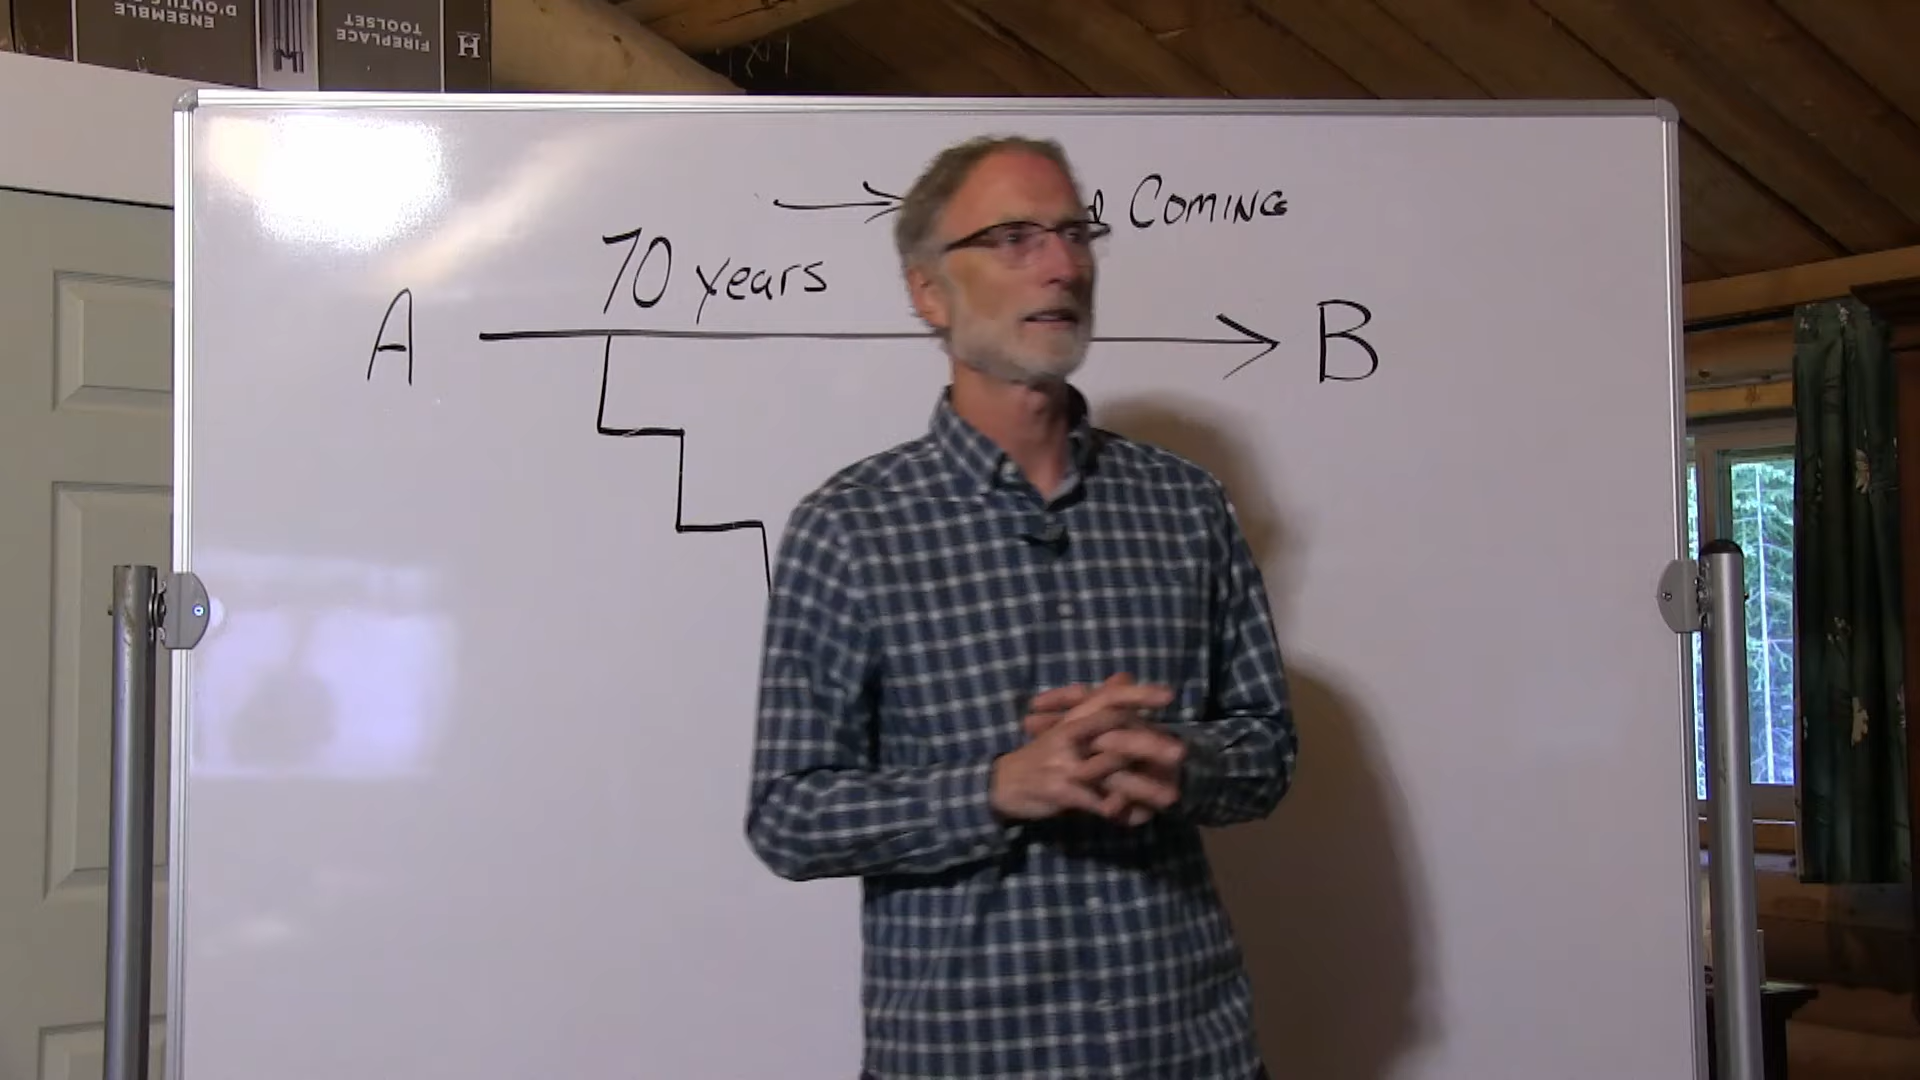 ENSEMBLE
D'OUTILS
FIREPLACE
TOOLSET
H
Coming
70 years
A
B